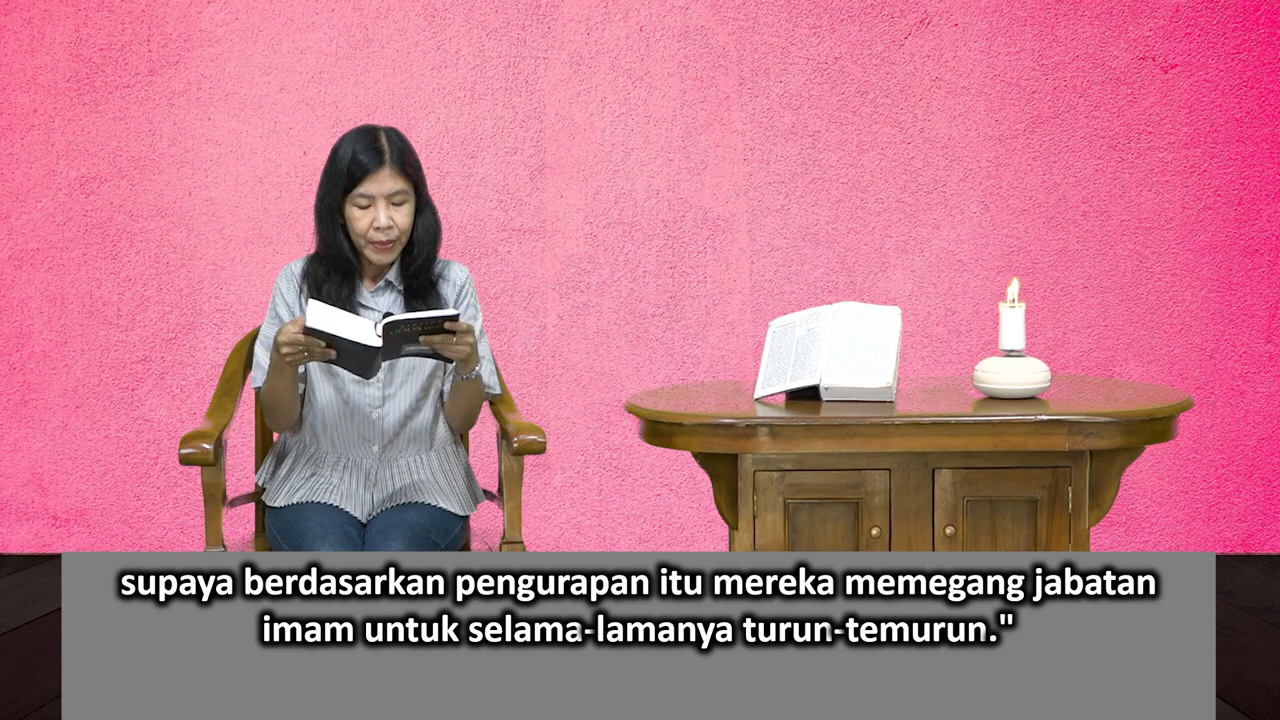 supaya berdasarkan pengurapan itu mereka memegang jabatan
imam untuk selama-lamanya turun-temurun."